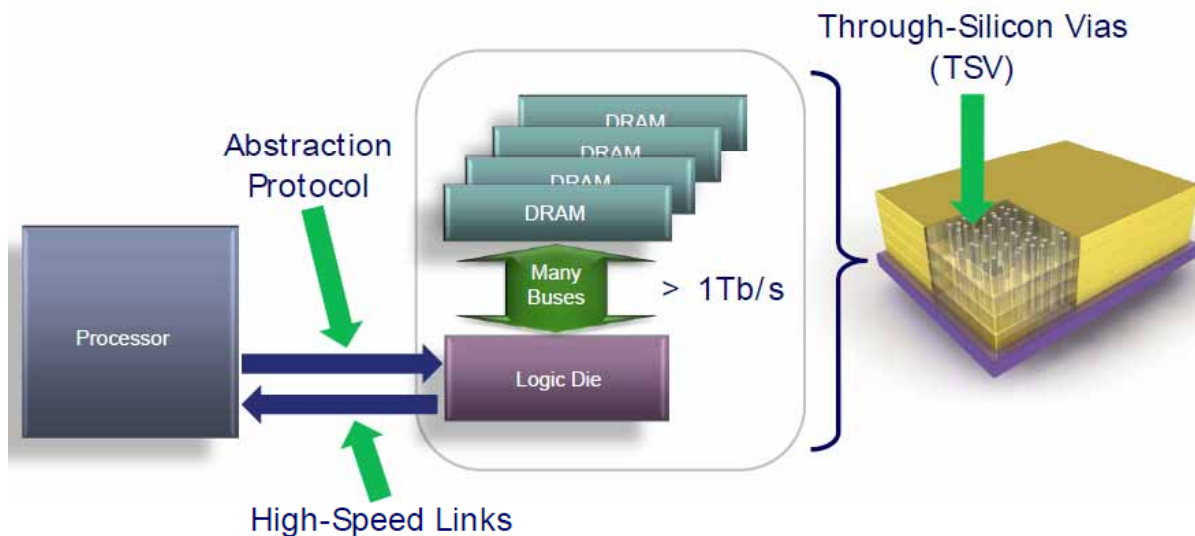 Through-Silicon Vias
(TSV)
DRAM
DRAM
DRAM
DRAM
Abstraction
Protocol
Many
Buses
> 1Tb/s
Processor
Logic Die
High-Speed Links